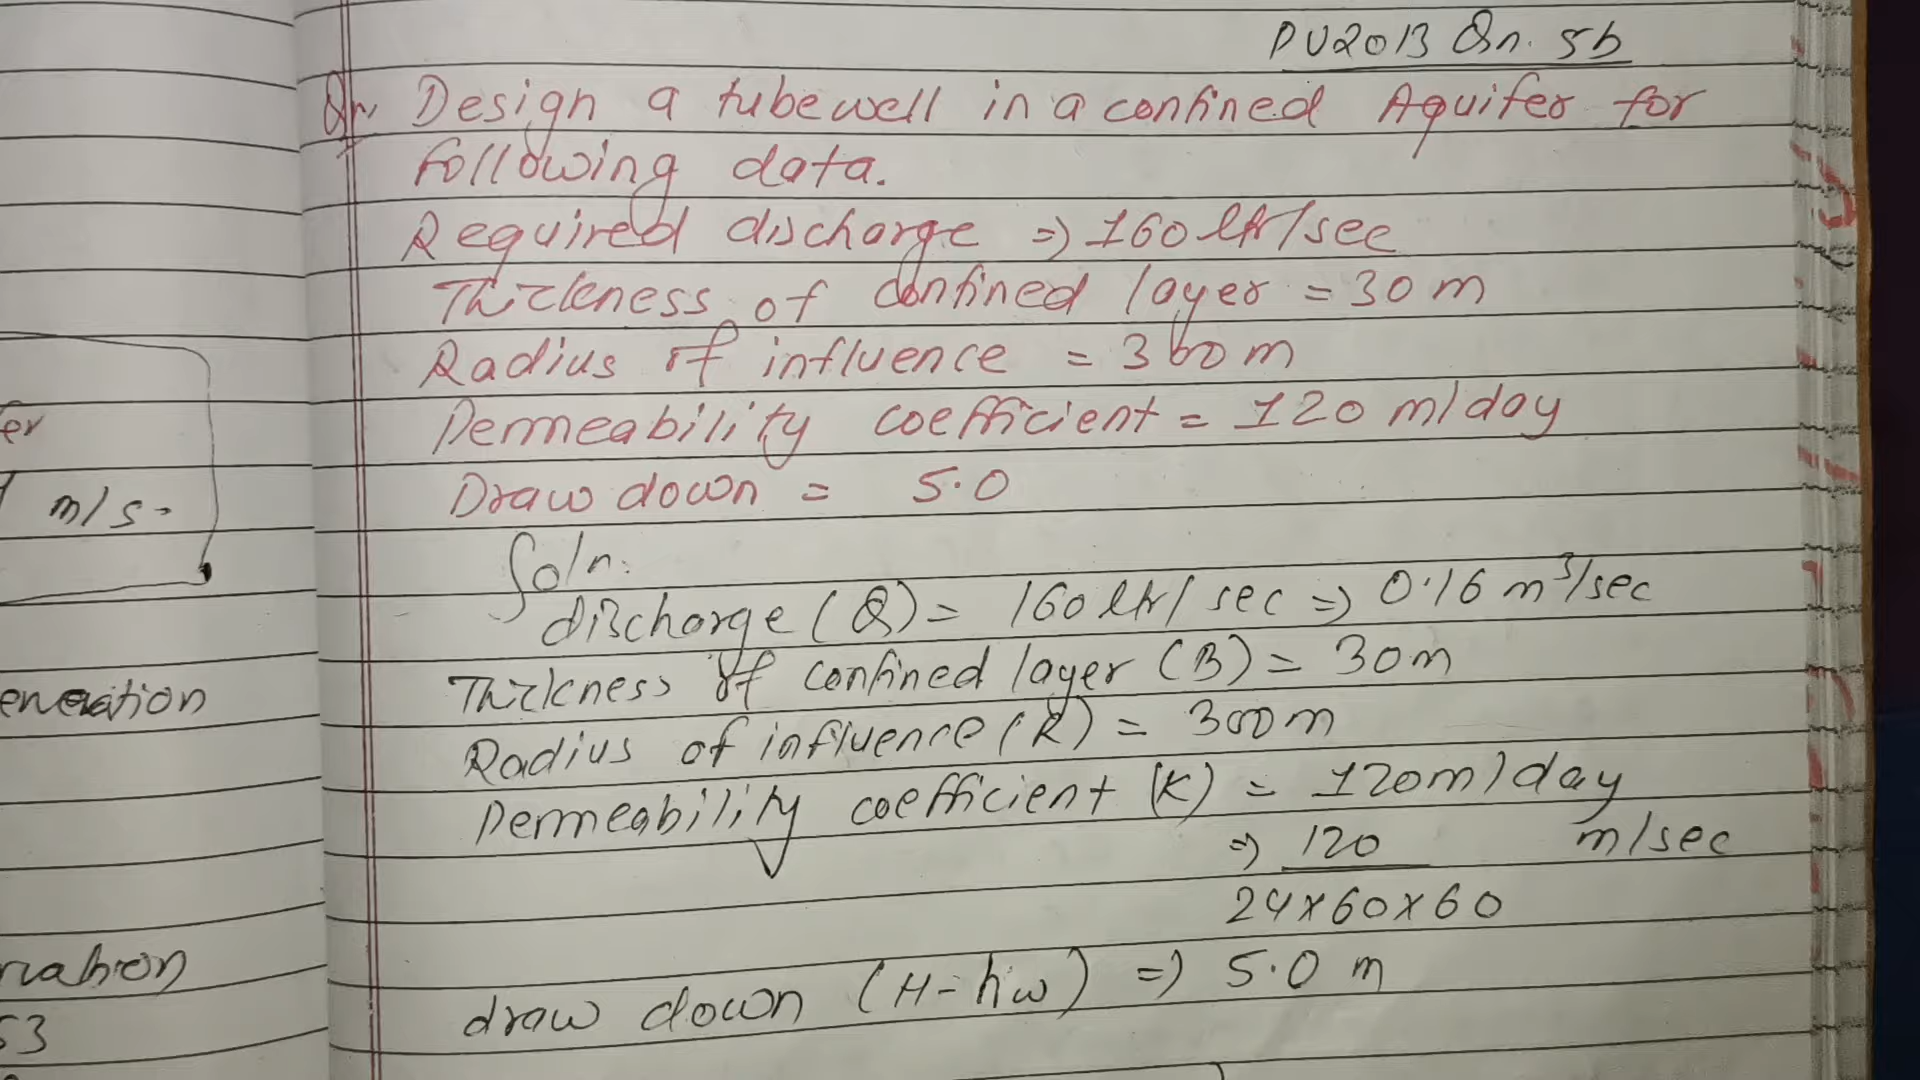 er
m/s.
eneration
53
PU2013 Qn. 5b
Qn. Design a tubewell in a confined Aquifer for
following data.
Required discharge => 160 ltr/sec
Thickness of confined layer = 30 m
Radius of influence = 300 m
Permeability coefficient = 120 m/day
Draw down = 5.0
Soln.
discharge (Q) = 160 ltr/sec => 0.16 m³/sec
Thickness of confined layer (B) = 30m
Radius of influence (R) = 300m
Permeability coefficient (K) = 120m/day
=> 120 m/sec
24×60×60
draw down (H-hw) => 5.0 m